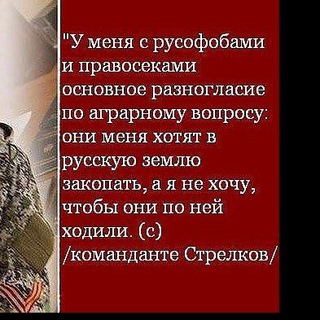 "У меня с русофобами
и правосеками
основное разногласие
по аграрному вопросу:
они меня хотят в
русскую землю
закопать, а я не хочу,
чтобы они по ней
ходили. (с)
/команданте Стрелков/